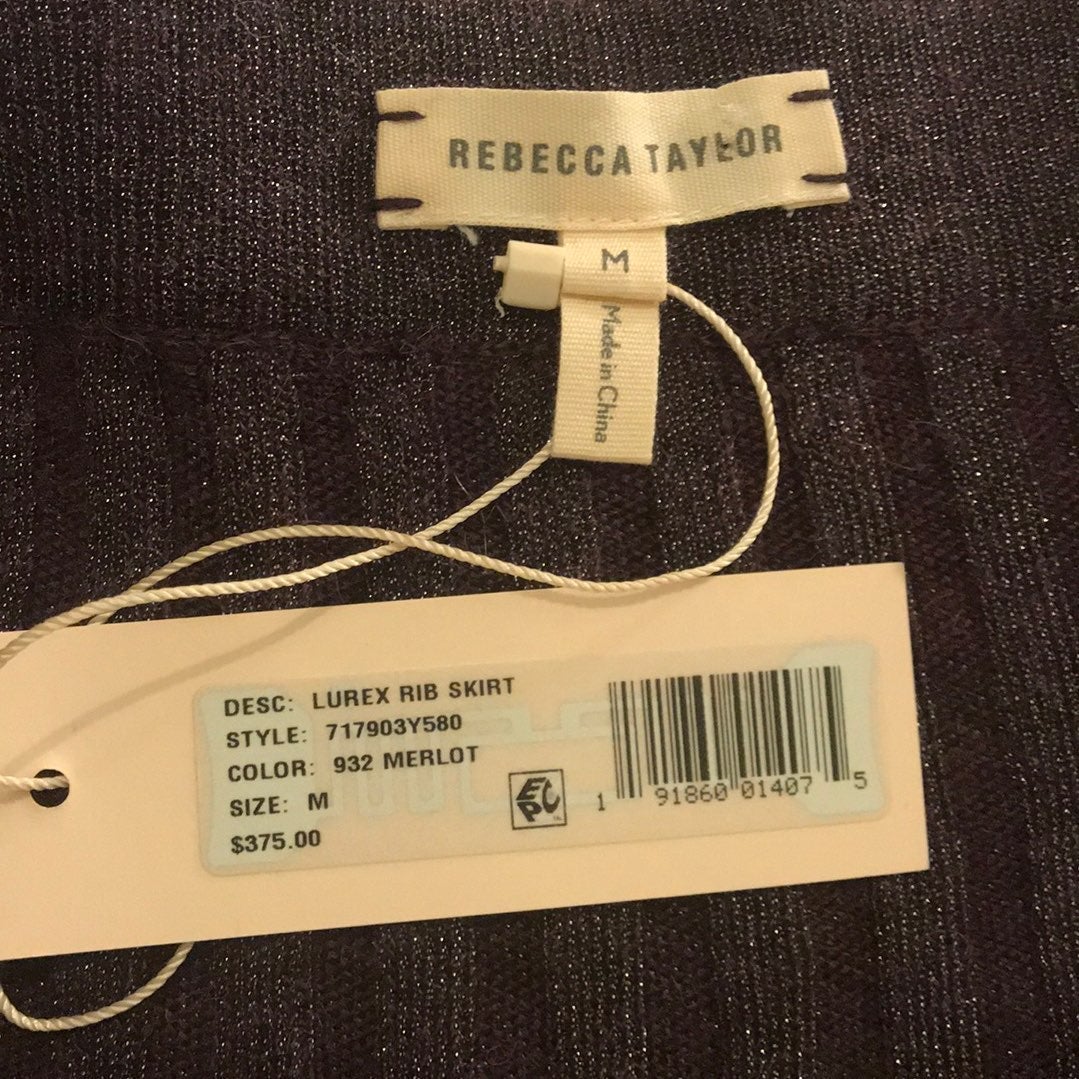 REBECCA TAYLOR
M
Made in China
DESC: LUREX RIB SKIRT
STYLE: 717903Y580
COLOR: 932 MERLOT
SIZE: M
$375.00
EPC
1 91860 01407 5